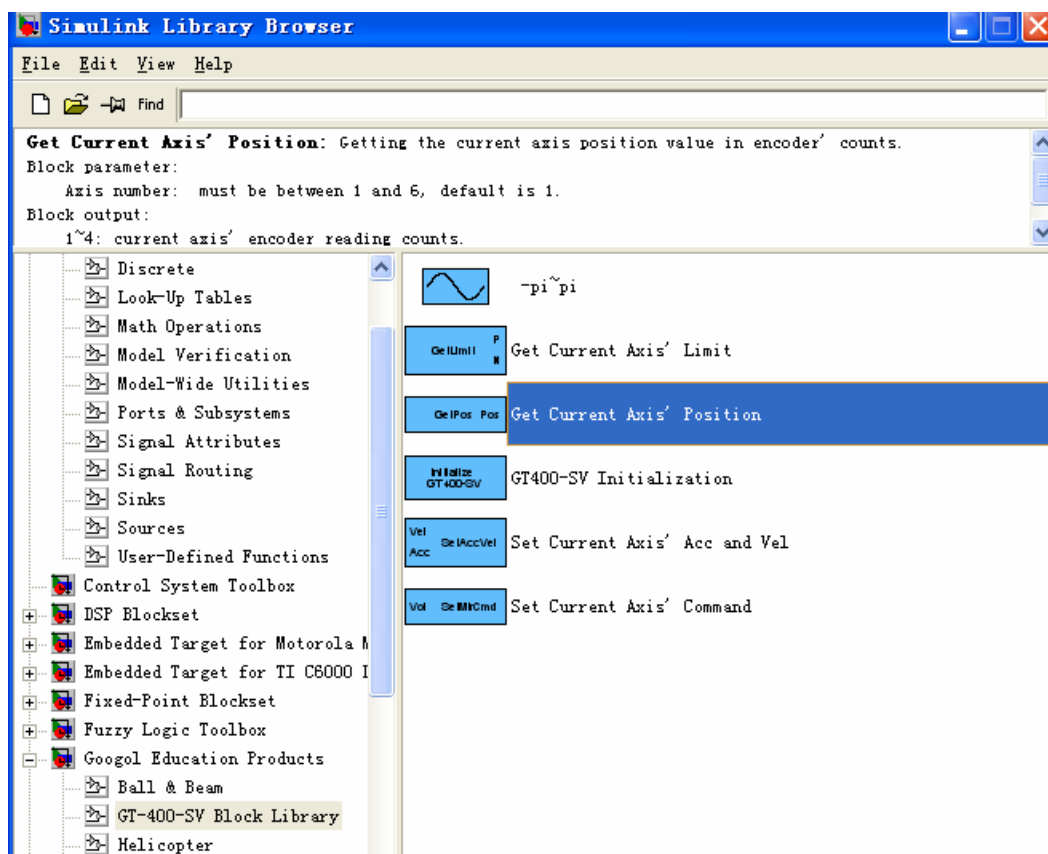 Simulink Library Browser
File Edit View Help
Find
Get Current Axis' Position: Getting the current axis position value in encoder' counts.
Block parameter:
Axis number: must be between 1 and 6, default is 1.
Block output:
1~4: current axis' encoder reading counts.
Discrete
Look-Up Tables
Math Operations
Model Verification
Model-Wide Utilities
Ports & Subsystems
Signal Attributes
Signal Routing
Sinks
Sources
User-Defined Functions
Control System Toolbox
DSP Blockset
Embedded Target for Motorola M
Embedded Target for TI C6000 I
Fixed-Point Blockset
Fuzzy Logic Toolbox
Googol Education Products
Ball & Beam
GT-400-SV Block Library
Helicopter
-pi~pi
GetLimit P N
Get Current Axis' Limit
GetPos Pos
Get Current Axis' Position
Initialize
GT400-SV
GT400-SV Initialization
Vel
Acc
SetAccVel
Set Current Axis' Acc and Vel
Vol SetMtrCmd
Set Current Axis' Command